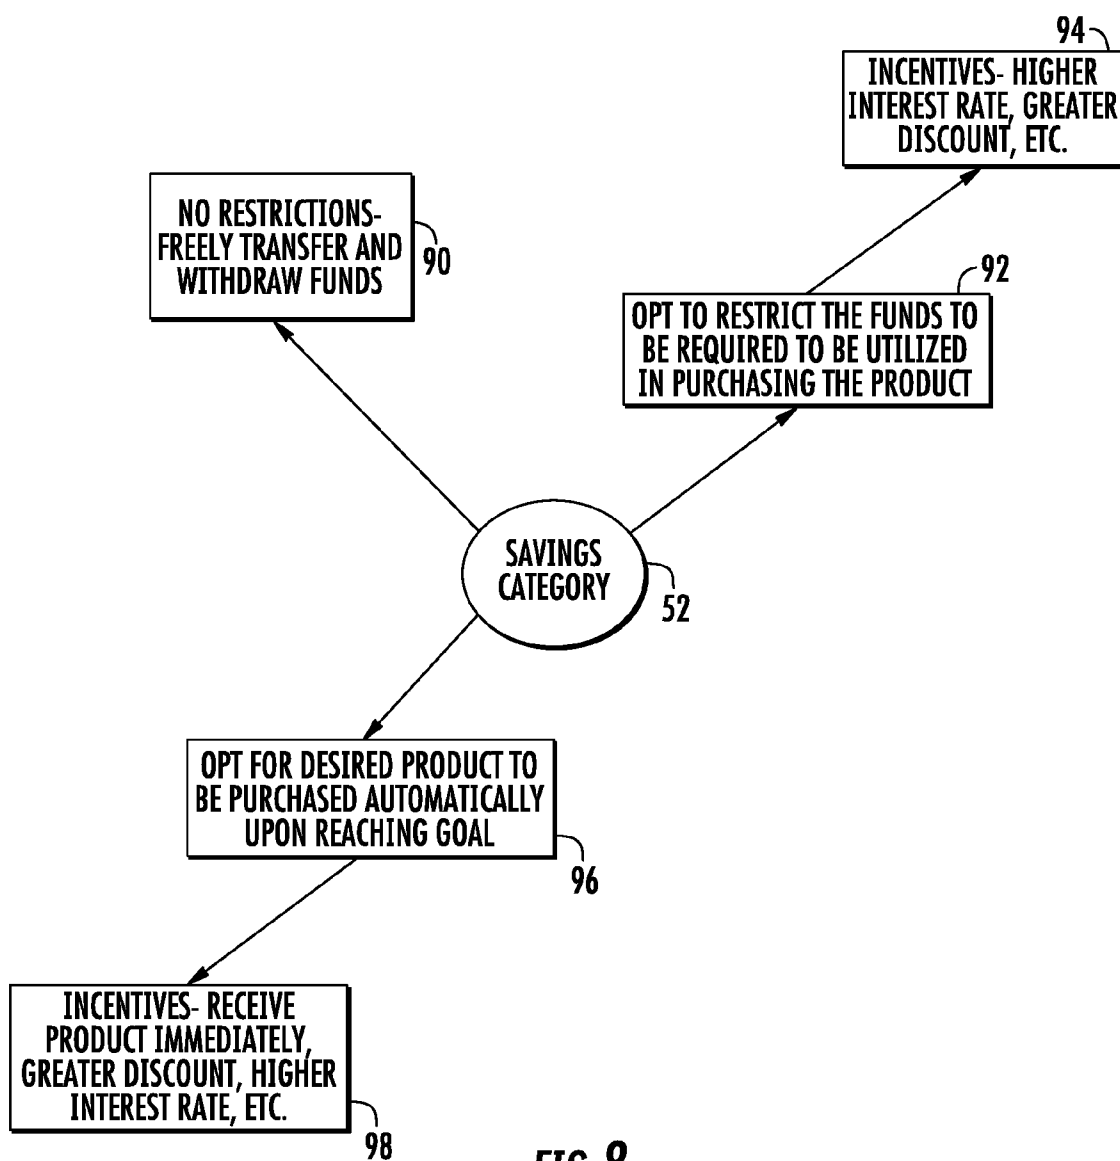 94
INCENTIVES- HIGHER
INTEREST RATE, GREATER
DISCOUNT, ETC.
NO RESTRICTIONS-
FREELY TRANSFER AND
WITHDRAW FUNDS
90
92
OPT TO RESTRICT THE FUNDS TO
BE REQUIRED TO BE UTILIZED
IN PURCHASING THE PRODUCT
SAVINGS
CATEGORY
52
OPT FOR DESIRED PRODUCT TO
BE PURCHASED AUTOMATICALLY
UPON REACHING GOAL
96
INCENTIVES- RECEIVE
PRODUCT IMMEDIATELY,
GREATER DISCOUNT, HIGHER
INTEREST RATE, ETC.
98